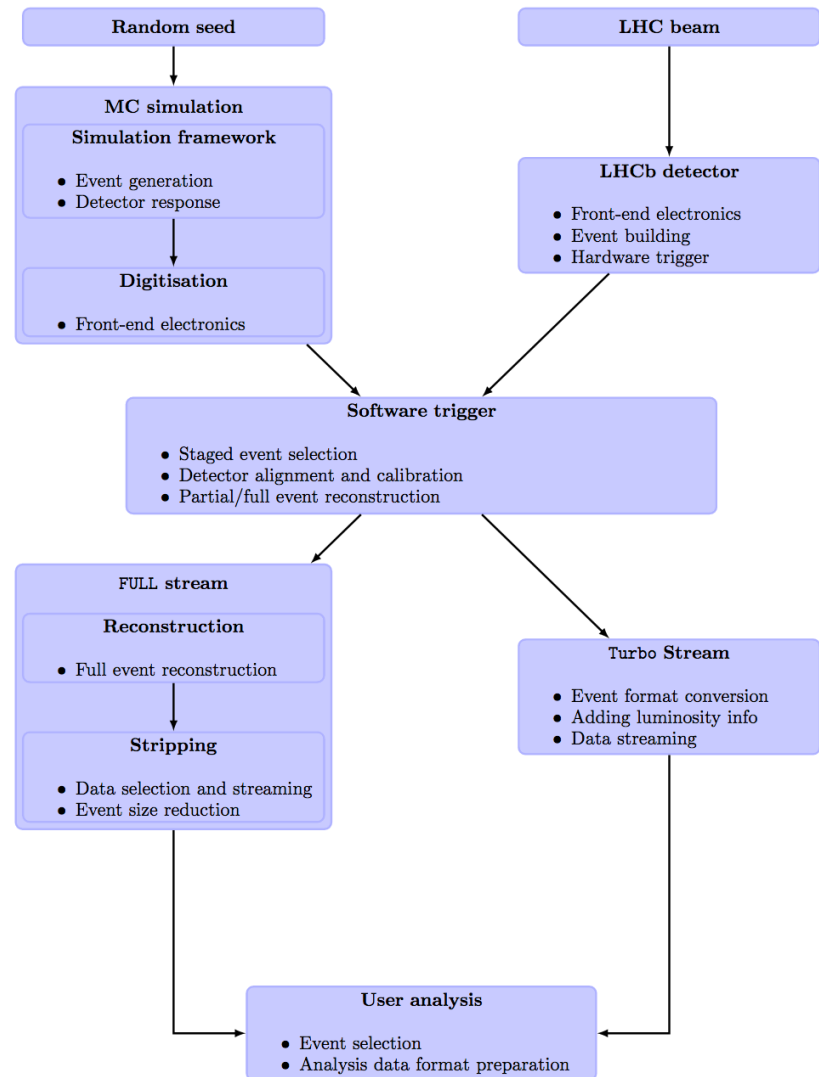 Random seed
LHC beam
MC simulation
Simulation framework
• Event generation
• Detector response
Digitisation
• Front-end electronics
LHCb detector
• Front-end electronics
• Event building
• Hardware trigger
Software trigger
• Staged event selection
• Detector alignment and calibration
• Partial/full event reconstruction
FULL stream
Reconstruction
• Full event reconstruction
Stripping
• Data selection and streaming
• Event size reduction
Turbo Stream
• Event format conversion
• Adding luminosity info
• Data streaming
User analysis
• Event selection
• Analysis data format preparation